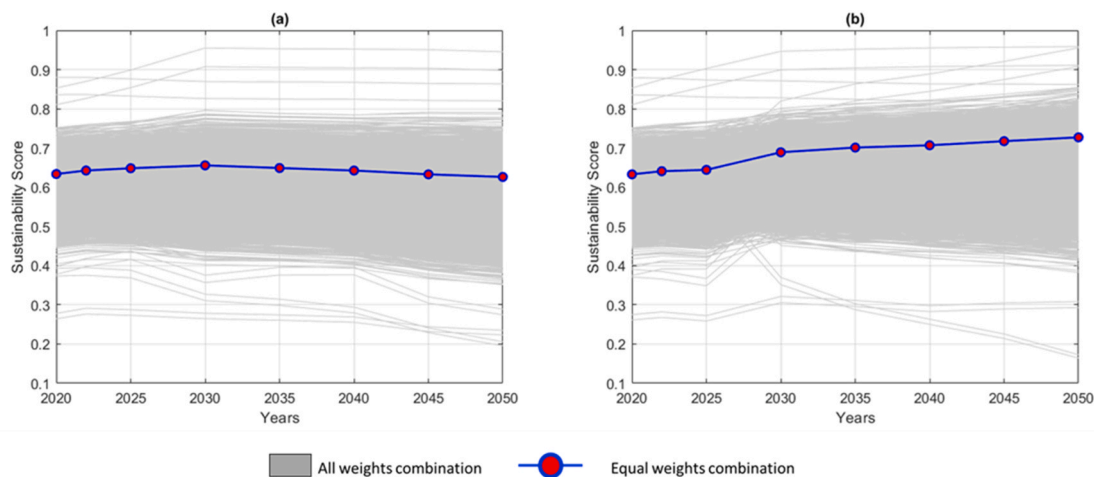 (a)
(b)
1
0.9
0.8
0.7
0.6
0.5
0.4
0.3
0.2
0.1
Sustainability Score
2020 2025 2030 2035 2040 2045 2050
Years
1
0.9
0.8
0.7
0.6
0.5
0.4
0.3
0.2
0.1
Sustainability Score
2020 2025 2030 2035 2040 2045 2050
Years
All weights combination
Equal weights combination